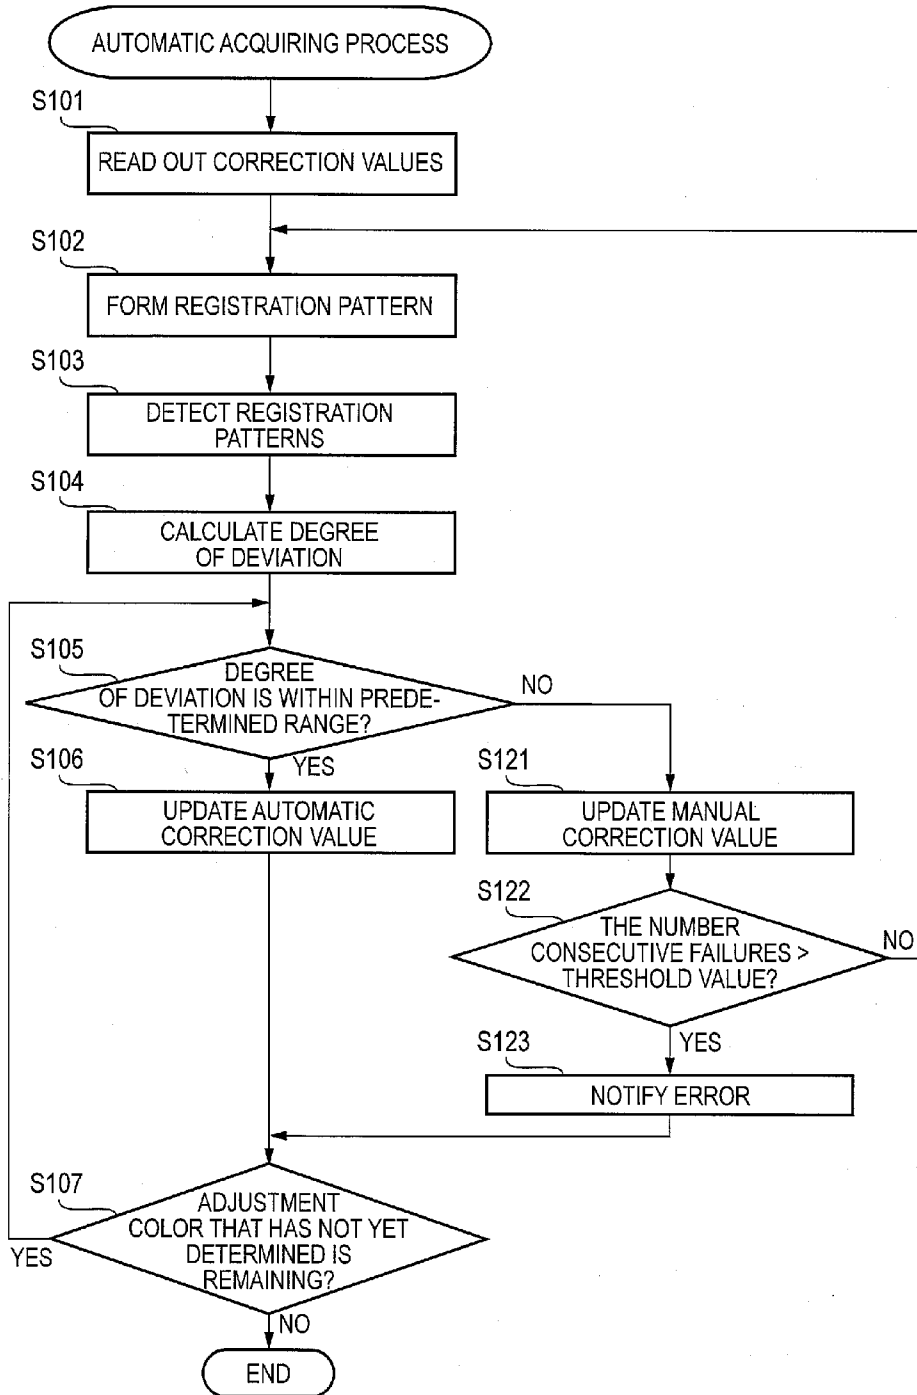 AUTOMATIC ACQUIRING PROCESS
S101
READ OUT CORRECTION VALUES
S102
FORM REGISTRATION PATTERN
S103
DETECT REGISTRATION
PATTERNS
S104
CALCULATE DEGREE
OF DEVIATION
S105
DEGREE
OF DEVIATION IS WITHIN PREDE-
TERMINED RANGE?
NO
YES
S106
UPDATE AUTOMATIC
CORRECTION VALUE
S121
UPDATE MANUAL
CORRECTION VALUE
S122
THE NUMBER
CONSECUTIVE FAILURES >
THRESHOLD VALUE?
NO
YES
S123
NOTIFY ERROR
S107
ADJUSTMENT
COLOR THAT HAS NOT YET
DETERMINED IS
REMAINING?
YES
NO
END